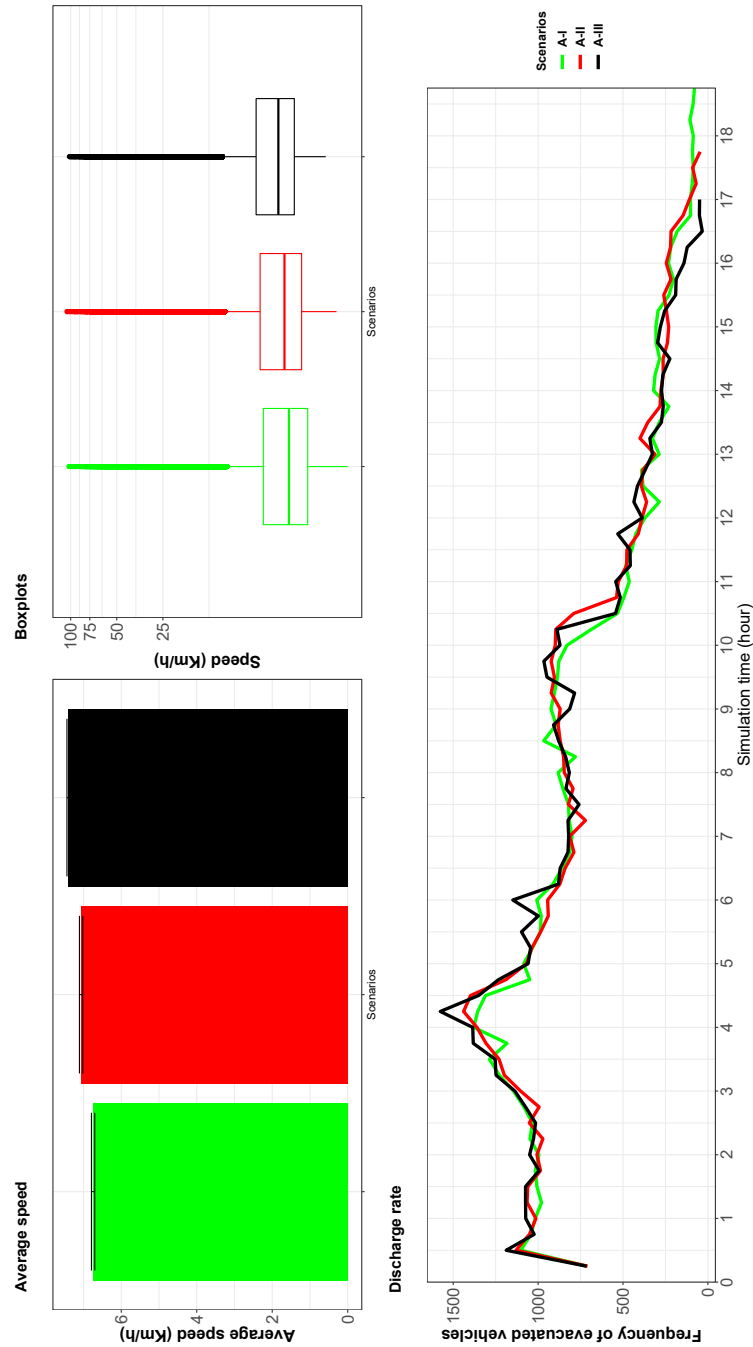 Average speed
Average speed (Km/h)
6
4
2
0
Scenarios
Boxplots
Speed (Km/h)
100
75
50
25
Scenarios
Discharge rate
Frequency of evacuated vehicles
1500
1000
500
0
0 1 2 3 4 5 6 7 8 9 10 11 12 13 14 15 16 17 18
Simulation time (hour)
Scenarios
A-I
A-II
A-III